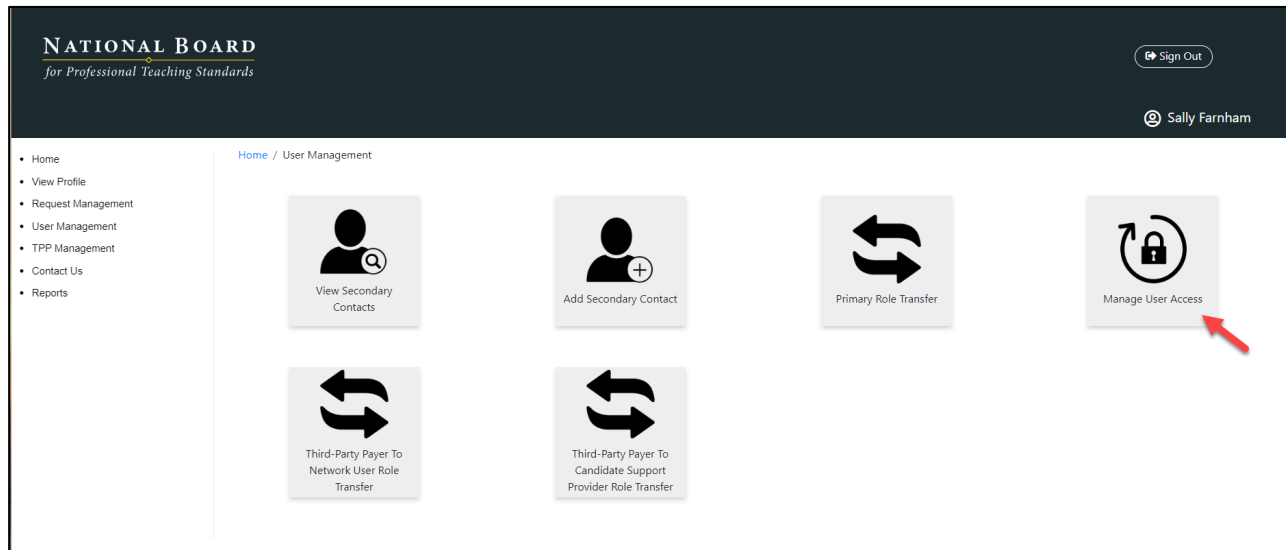 NATIONAL BOARD
for Professional Teaching Standards
Sign Out
Sally Farnham
Home
View Profile
Request Management
User Management
TPP Management
Contact Us
Reports
Home / User Management
View Secondary
Contacts
Add Secondary Contact
Primary Role Transfer
Manage User Access
Third-Party Payer To
Network User Role
Transfer
Third-Party Payer To
Candidate Support
Provider Role Transfer